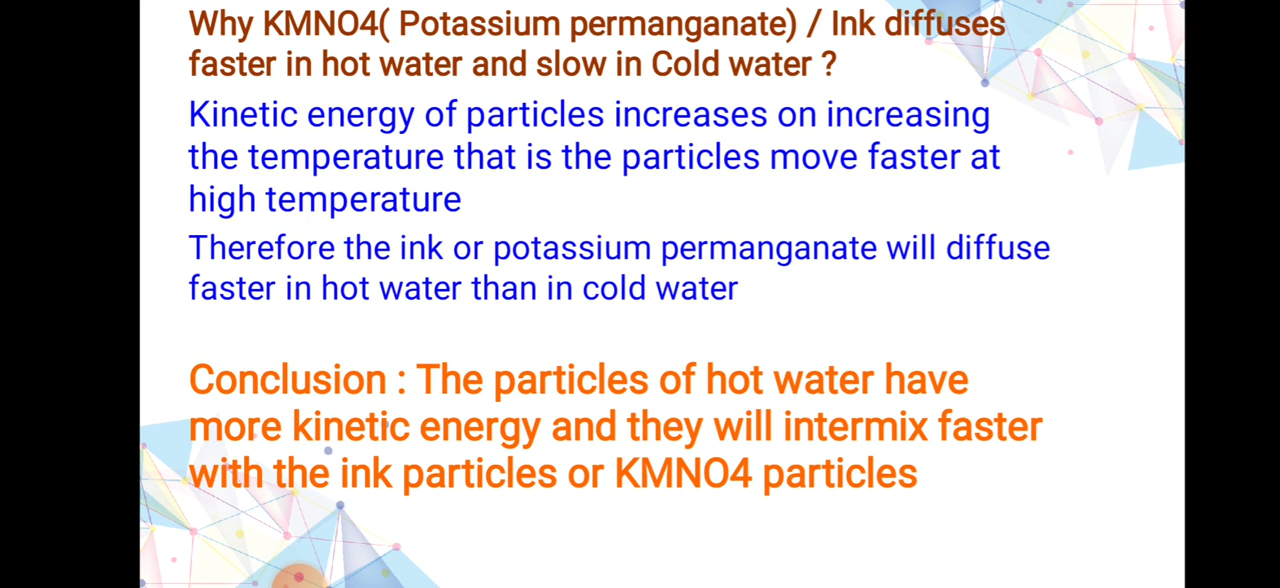 Why KMNO4( Potassium permanganate) / Ink diffuses
faster in hot water and slow in Cold water ?
Kinetic energy of particles increases on increasing
the temperature that is the particles move faster at
high temperature
Therefore the ink or potassium permanganate will diffuse
faster in hot water than in cold water
Conclusion : The particles of hot water have
more kinetic energy and they will intermix faster
with the ink particles or KMNO4 particles